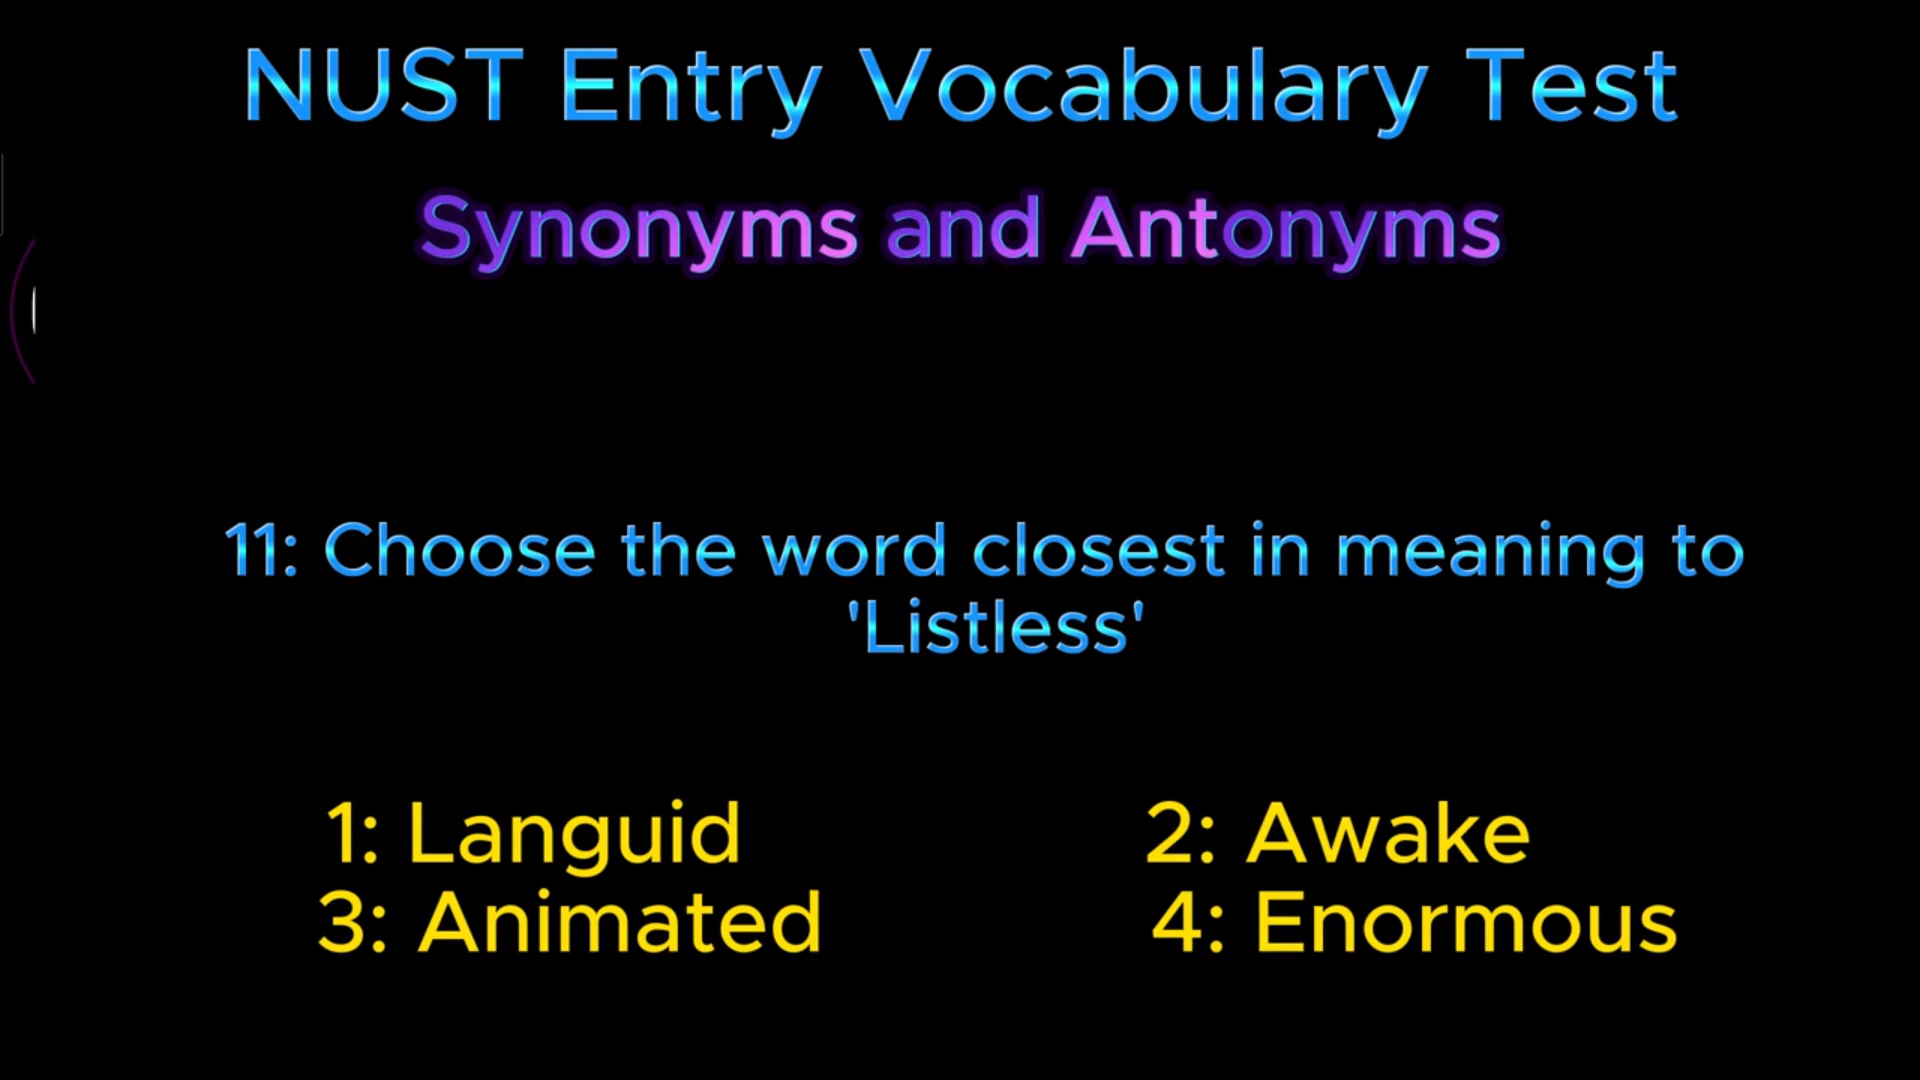 NUST Entry Vocabulary Test
Synonyms and Antonyms
11: Choose the word closest in meaning to
'Listless'
1: Languid
2: Awake
3: Animated
4: Enormous